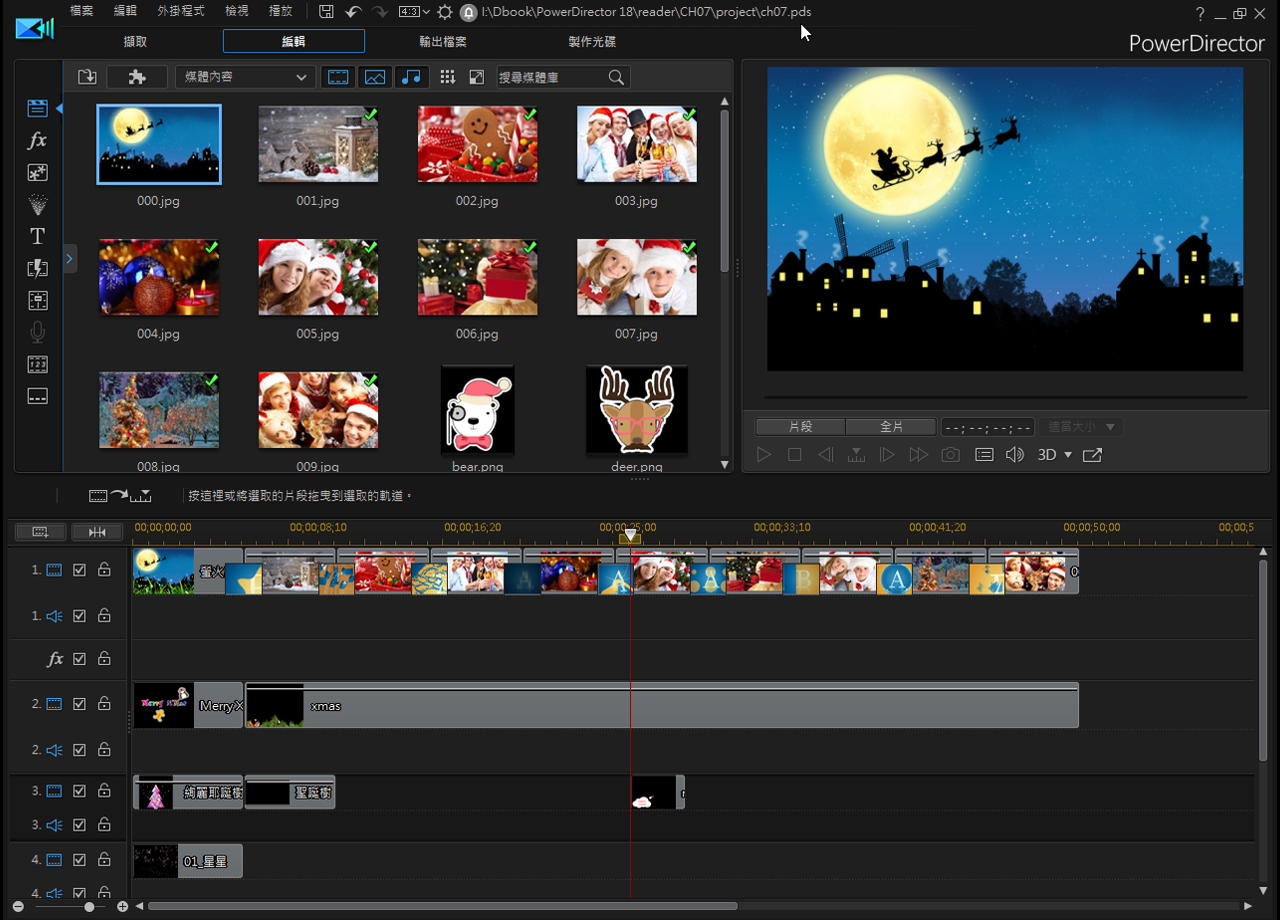 檔案 編輯 外掛程式 檢視 播放 4:3 I:\Dbook\PowerDirector 18\reader\CH07\project\ch07.pds ?
擷取 編輯 輸出檔案 製作光碟 PowerDirector
媒體內容 搜尋媒體庫
000.jpg 001.jpg 002.jpg 003.jpg
fx
T
004.jpg 005.jpg 006.jpg 007.jpg
123
008.jpg 009.jpg bear.png deer.png
片段 全片 --;--;--;-- 適當大小
3D
按這裡或將選取的片段拖曳到選取的軌道。
00;00;00;00 00;00;08;10 00;00;16;20 00;00;25;00 00;00;33;10 00;00;41;20 00;00;50;00 00;00;5
1. 螢火 A A A B A 0
1.
fx
2. Merry X xmas
2.
3. 絢麗耶誕樹 聖誕樹
3.
4. 01_星星
4.